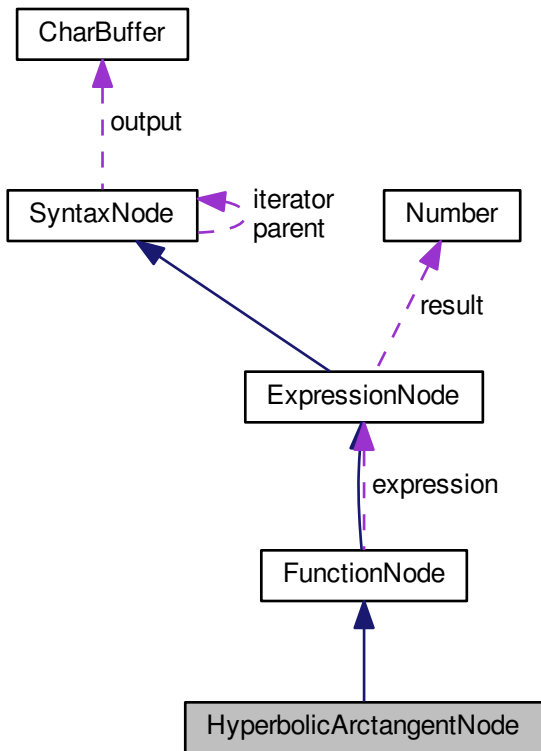 CharBuffer
output
SyntaxNode
iterator
parent
Number
result
ExpressionNode
expression
FunctionNode
HyperbolicArctangentNode